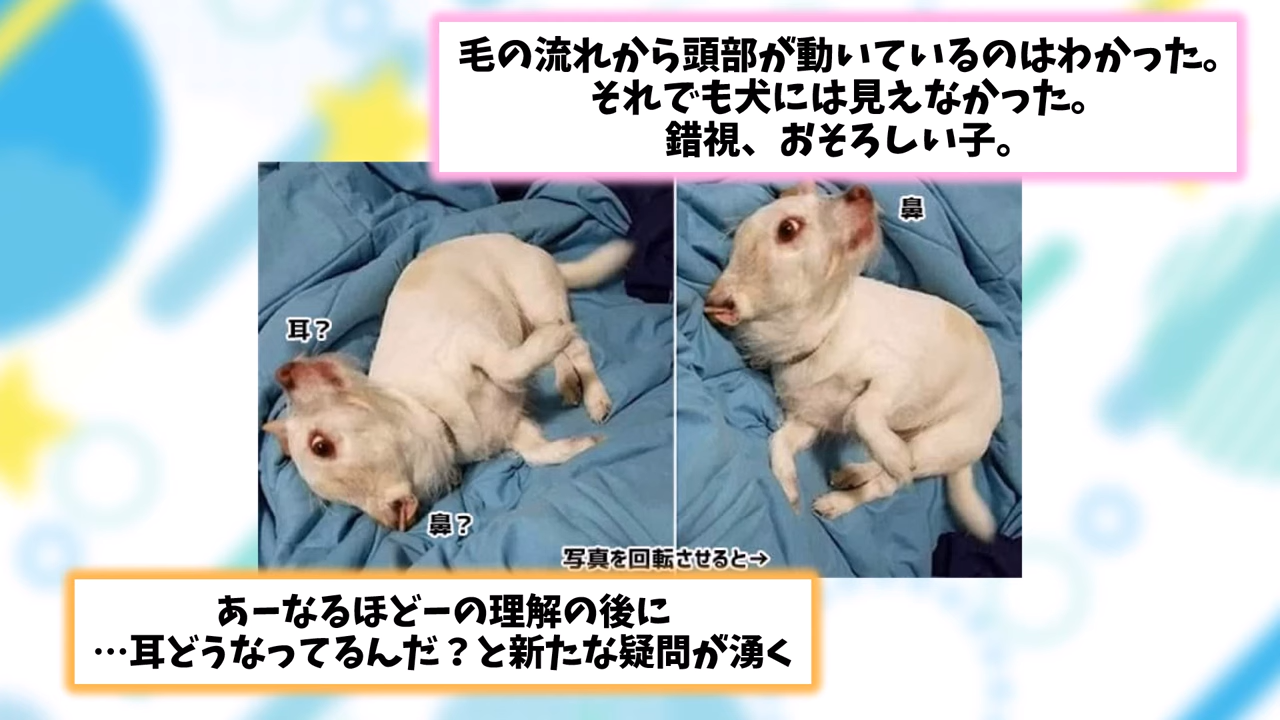 毛の流れから頭部が動いているのはわかった。
それでも犬には見えなかった。
錯視、おそろしい子。
耳？
鼻？
鼻
写真を回転させると→
あーなるほどーの理解の後に
…耳どうなってるんだ？と新たな疑問が湧く